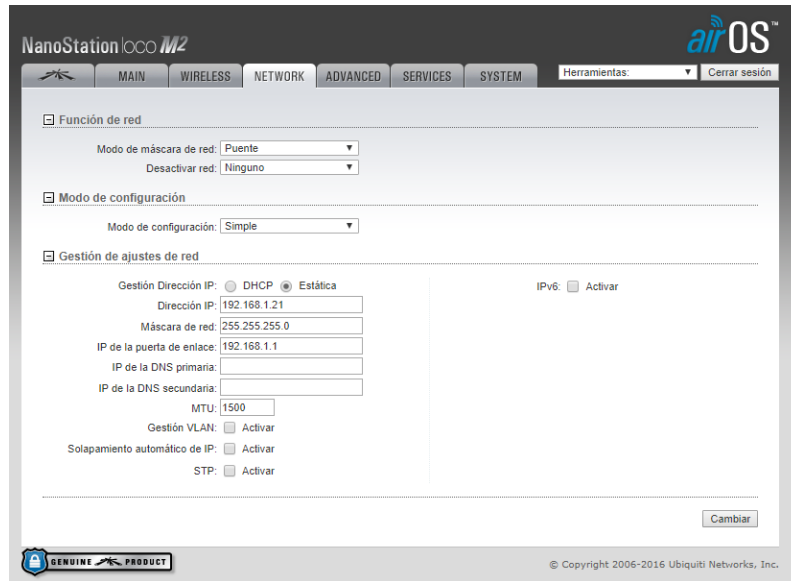 NanoStation loco M2
airOS™
MAIN WIRELESS NETWORK ADVANCED SERVICES SYSTEM Herramientas: Cerrar sesión
Función de red
Modo de máscara de red: Puente
Desactivar red: Ninguno
Modo de configuración
Modo de configuración: Simple
Gestión de ajustes de red
Gestión Dirección IP: DHCP Estática IPv6: Activar
Dirección IP: 192.168.1.21
Máscara de red: 255.255.255.0
IP de la puerta de enlace: 192.168.1.1
IP de la DNS primaria:
IP de la DNS secundaria:
MTU: 1500
Gestión VLAN: Activar
Solapamiento automático de IP: Activar
STP: Activar
Cambiar
GENUINE PRODUCT © Copyright 2006-2016 Ubiquiti Networks, Inc.